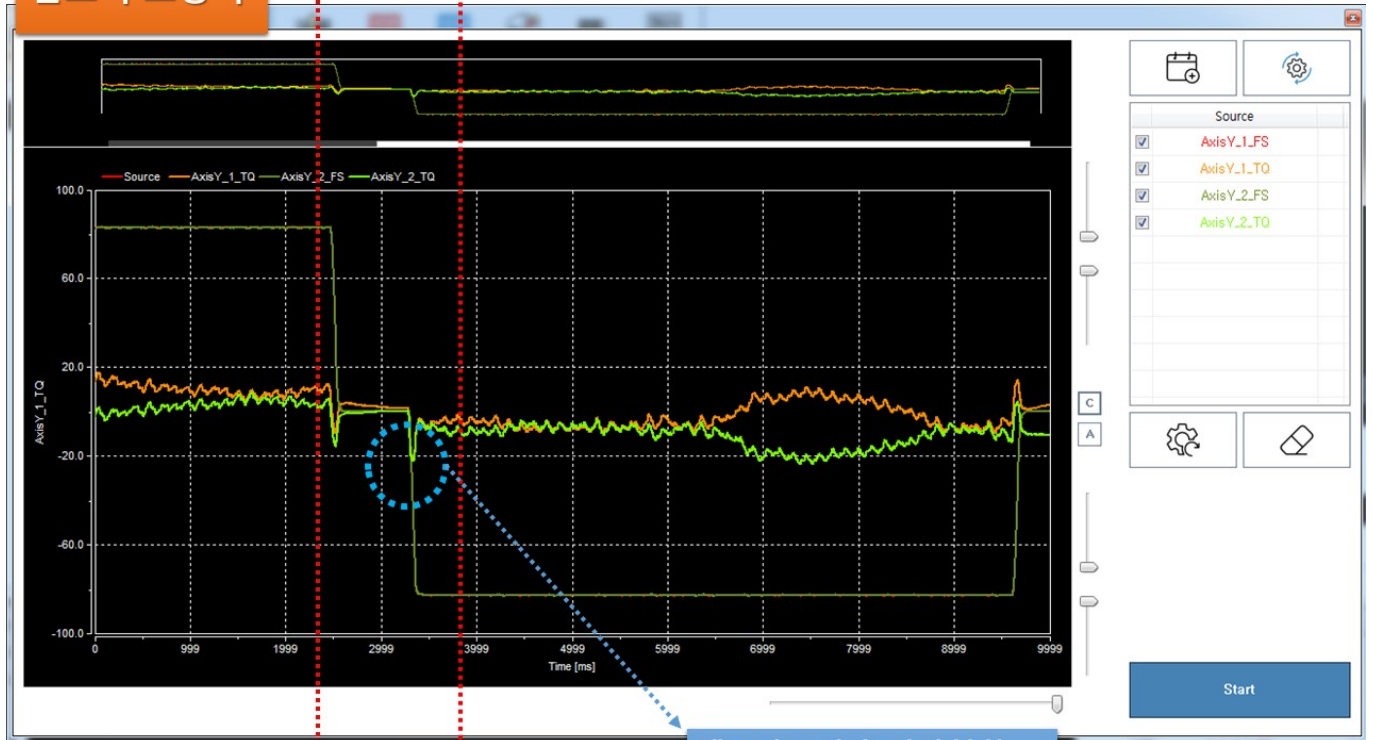 Source
AxisY_1_FS
AxisY_1_TQ
AxisY_2_FS
AxisY_2_TQ
Source AxisY_1_TQ AxisY_2_FS AxisY_2_TQ
100.0
60.0
20.0
-20.0
-60.0
-100.0
AxisY_1_TQ
0 999 1999 2999 3999 4999 5999 6999 7999 8999 9999
Time [ms]
C
A
Start